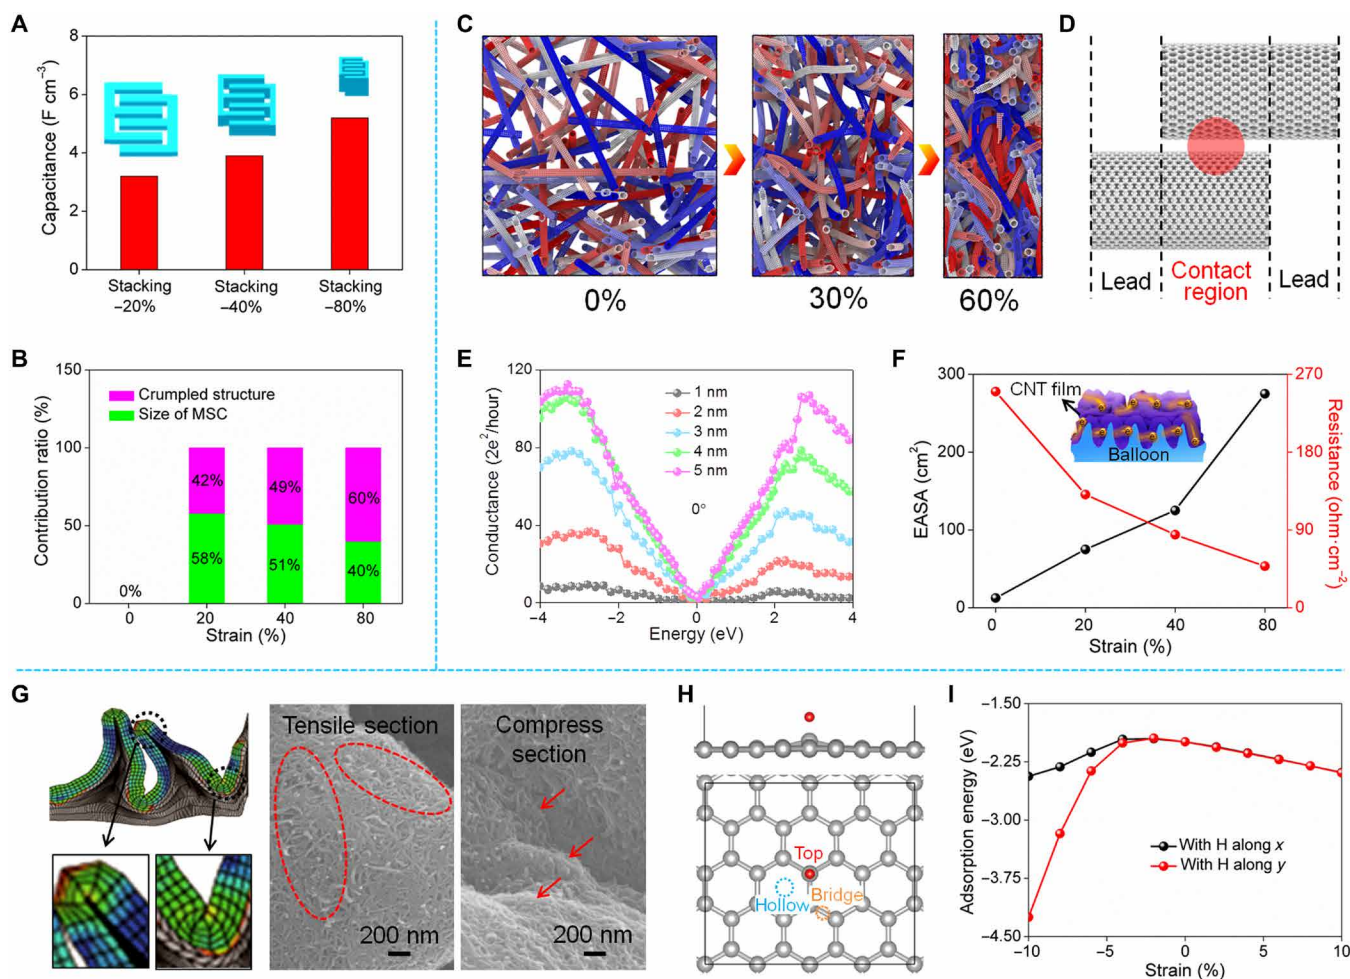 A
Capacitance (F cm⁻³)
8
6
4
2
0
Stacking
–20%
Stacking
–40%
Stacking
–80%
B
Contribution ratio (%)
150
100
50
0
Crumpled structure
Size of MSC
0%
42%
58%
49%
51%
60%
40%
0
20
40
80
Strain (%)
C
0%
30%
60%
D
Lead
Contact
region
Lead
E
Conductance (2e²/hour)
120
80
40
0
1 nm
2 nm
3 nm
4 nm
5 nm
0°
–4
–2
0
2
4
Energy (eV)
F
EASA (cm²)
300
200
100
0
CNT film
Balloon
270
180
90
0
Resistance (ohm·cm⁻²)
0
20
40
80
Strain (%)
G
Tensile section
200 nm
Compress
section
200 nm
H
Top
Hollow
Bridge
I
Adsorption energy (eV)
–1.50
–2.25
–3.00
–3.75
–4.50
With H along x
With H along y
–10
–5
0
5
10
Strain (%)